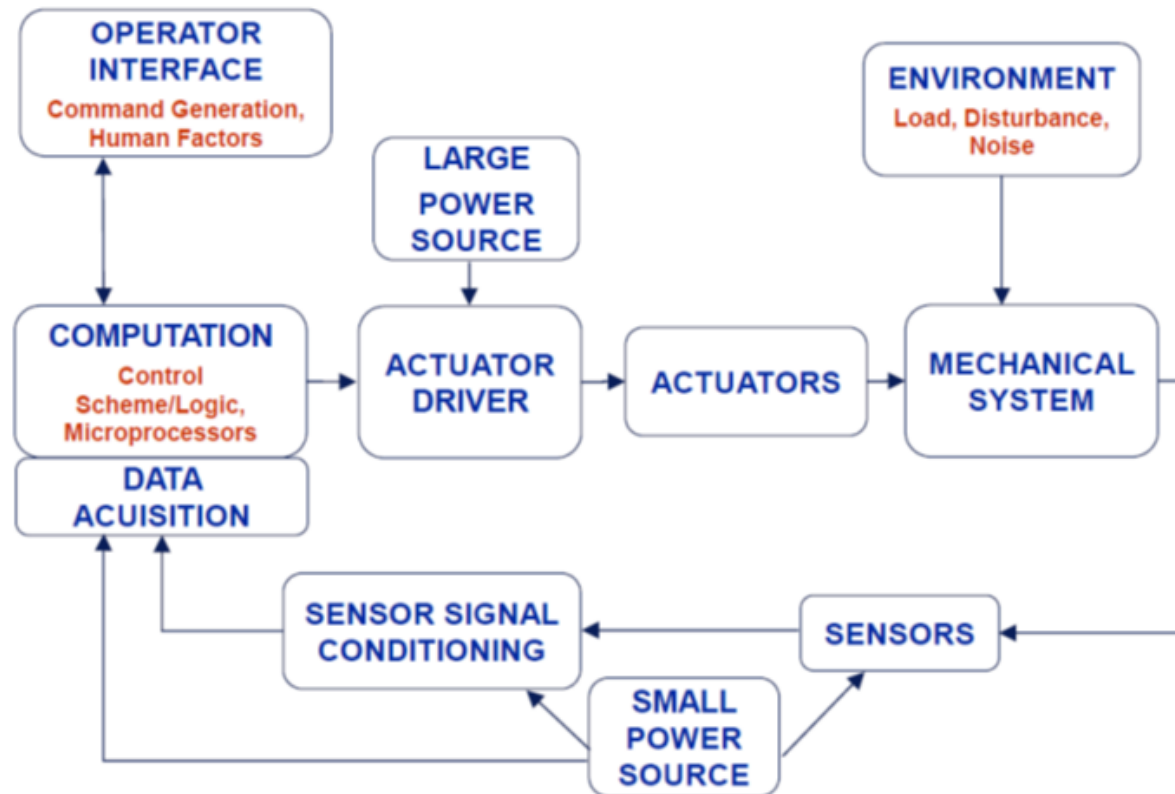 OPERATOR
INTERFACE
Command Generation,
Human Factors
ENVIRONMENT
Load, Disturbance,
Noise
LARGE
POWER
SOURCE
COMPUTATION
Control
Scheme/Logic,
Microprocessors
ACTUATOR
DRIVER
ACTUATORS
MECHANICAL
SYSTEM
DATA
ACUISITION
SENSOR SIGNAL
CONDITIONING
SENSORS
SMALL
POWER
SOURCE